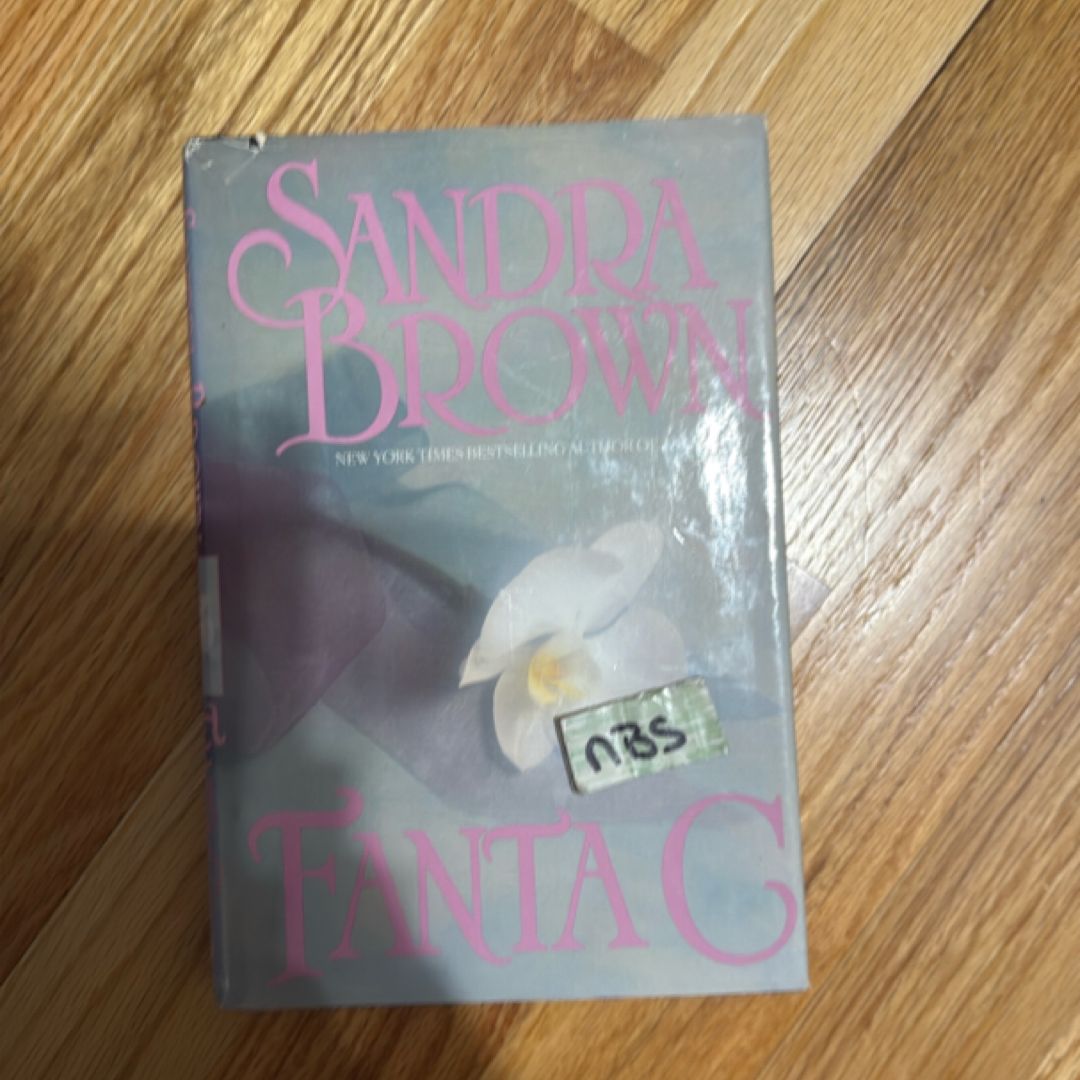 SANDRA
BROWN
NEW YORK TIMES BESTSELLING AUTHOR OF
nBS
FANTA C